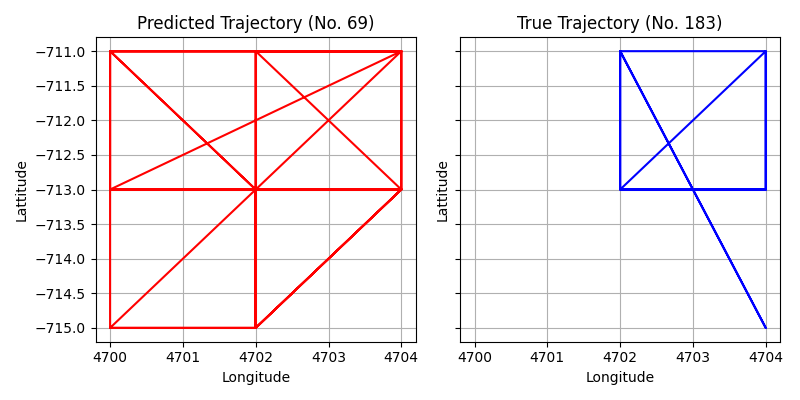 Predicted Trajectory (No. 69)
True Trajectory (No. 183)
−711.0
−711.5
−712.0
−712.5
−713.0
−713.5
−714.0
−714.5
−715.0
Lattitude
Lattitude
4700 4701 4702 4703 4704
4700 4701 4702 4703 4704
Longitude
Longitude